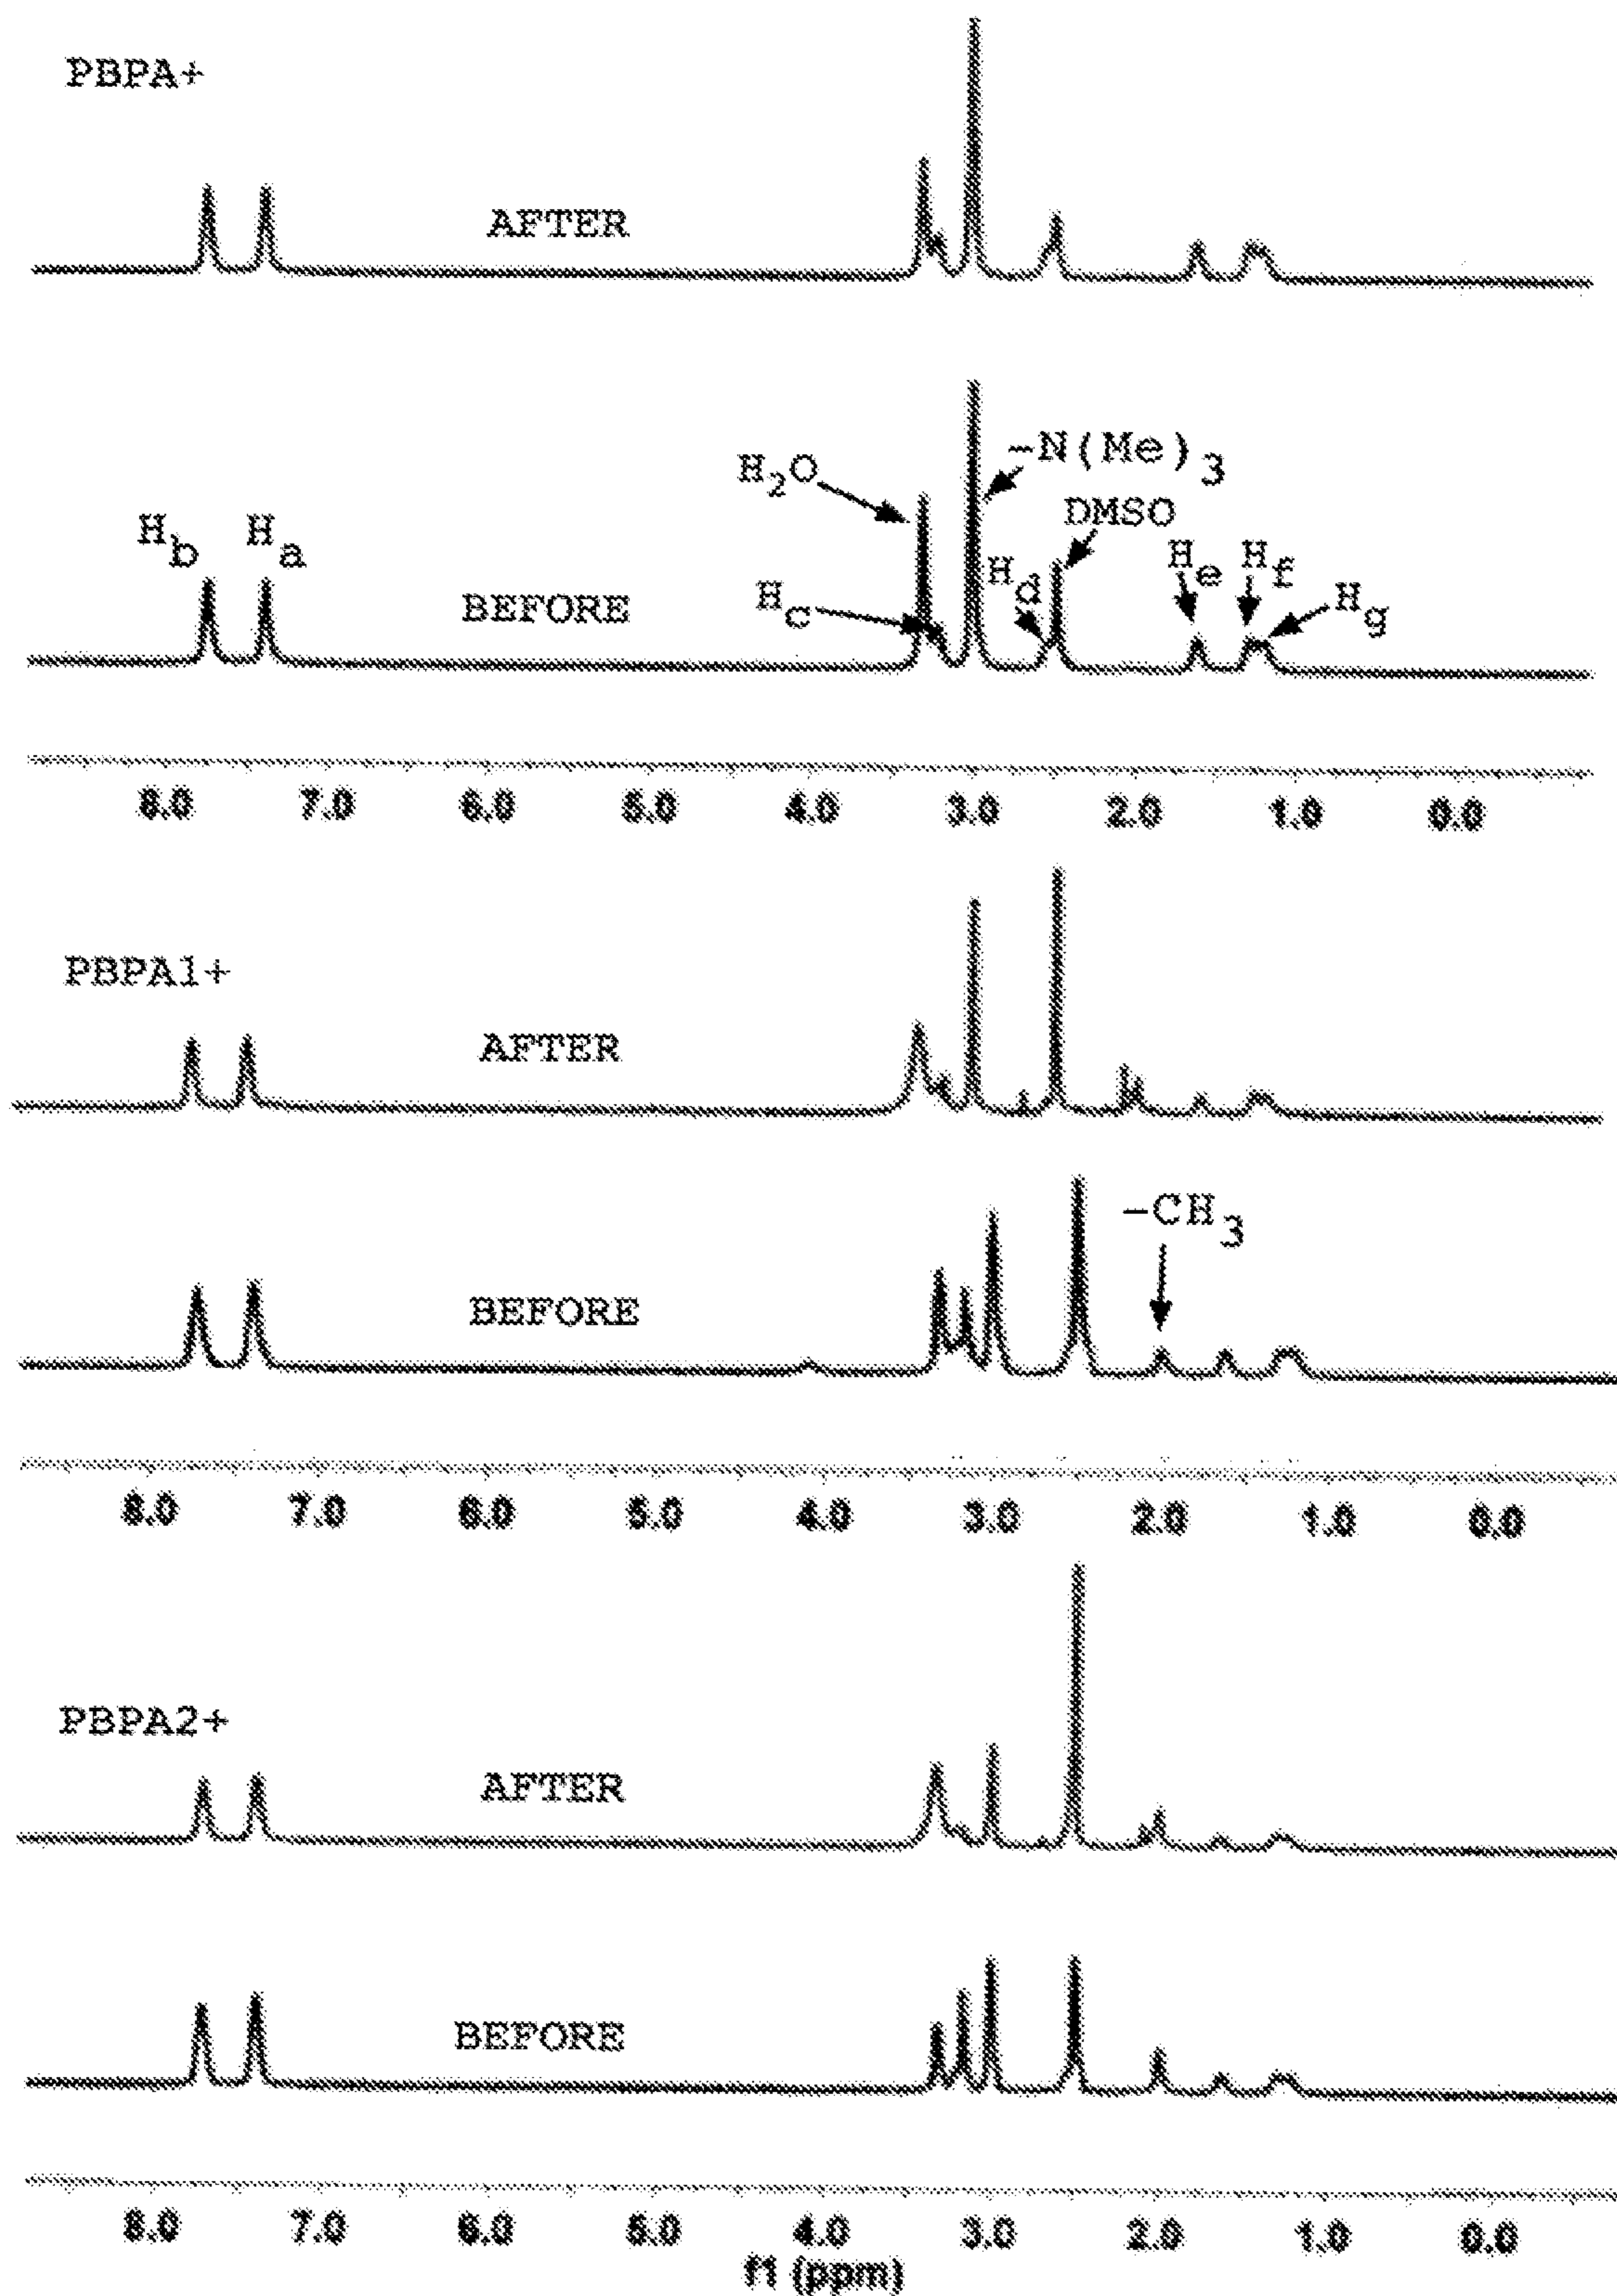 PBPA+
AFTER
H2O
-N(Me)3
DMSO
Hb Ha
BEFORE
Hc
Hd
He Hf
Hg
8.0 7.0 6.0 5.0 4.0 3.0 2.0 1.0 0.0
PBPA1+
AFTER
-CH3
BEFORE
8.0 7.0 6.0 5.0 4.0 3.0 2.0 1.0 0.0
PBPA2+
AFTER
BEFORE
8.0 7.0 6.0 5.0 4.0 3.0 2.0 1.0 0.0
f1 (ppm)